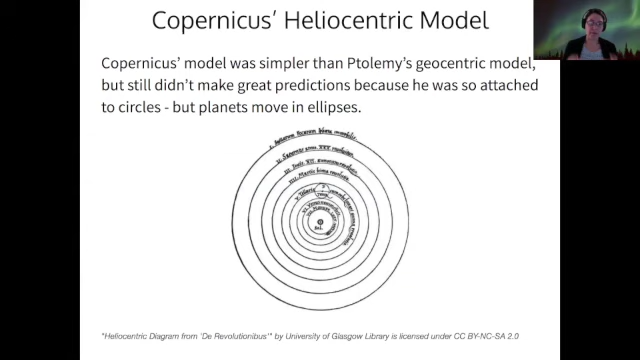 Copernicus’ Heliocentric Model
Copernicus’ model was simpler than Ptolemy’s geocentric model,
but still didn’t make great predictions because he was so attached
to circles - but planets move in ellipses.
Sol.
"Heliocentric Diagram from 'De Revolutionibus'" by University of Glasgow Library is licensed under CC BY-NC-SA 2.0